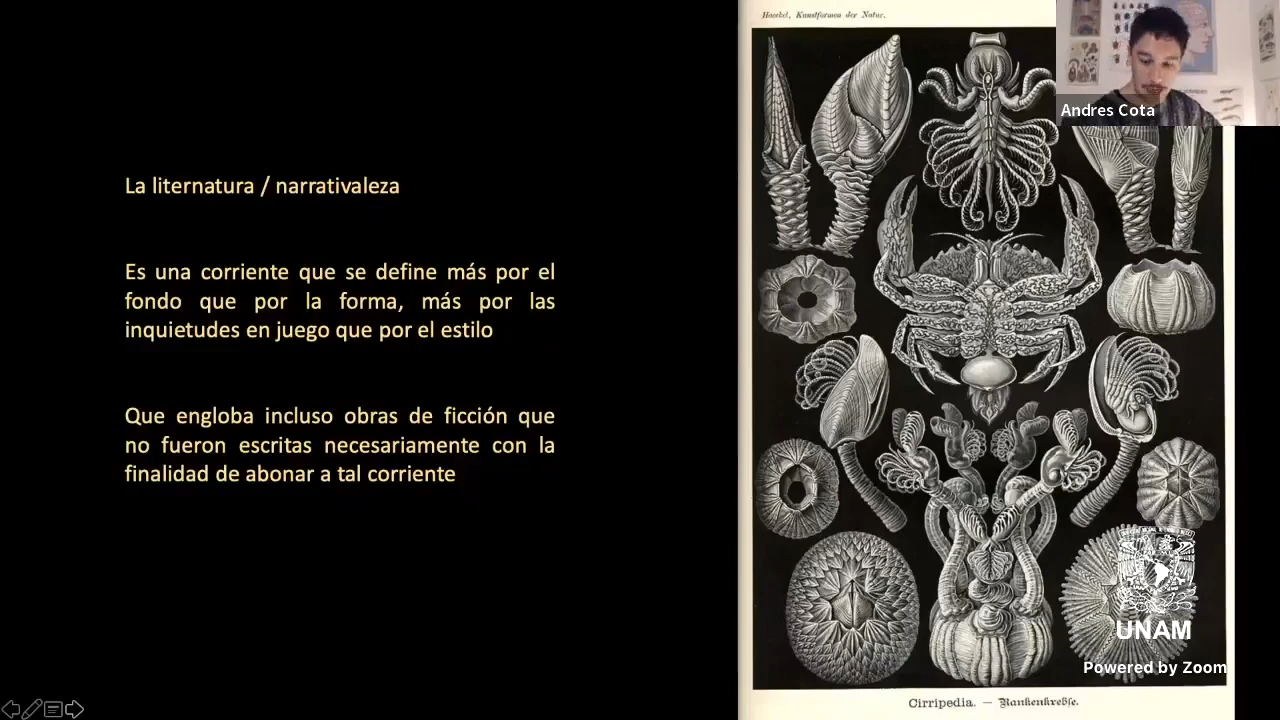 Haeckel, Kunstformen der Natur.
Andres Cota
La liternatura / narrativaleza
Es una corriente que se define más por el
fondo que por la forma, más por las
inquietudes en juego que por el estilo
Que engloba incluso obras de ficción que
no fueron escritas necesariamente con la
finalidad de abonar a tal corriente
UNAM
Powered by Zoom
Cirripedia. — Rankenkrebse.